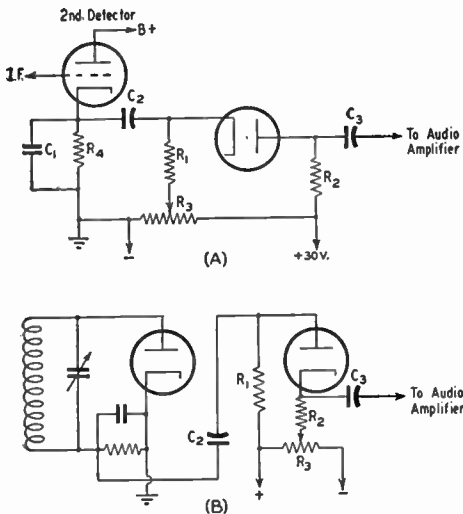 2nd. Detector
B+
I.F.
C2
C3
To Audio
Amplifier
C1
R4
R1
R2
R3
-
+30V.
(A)
R1
C2
C3
To Audio
Amplifier
R2
R3
+
-
(B)